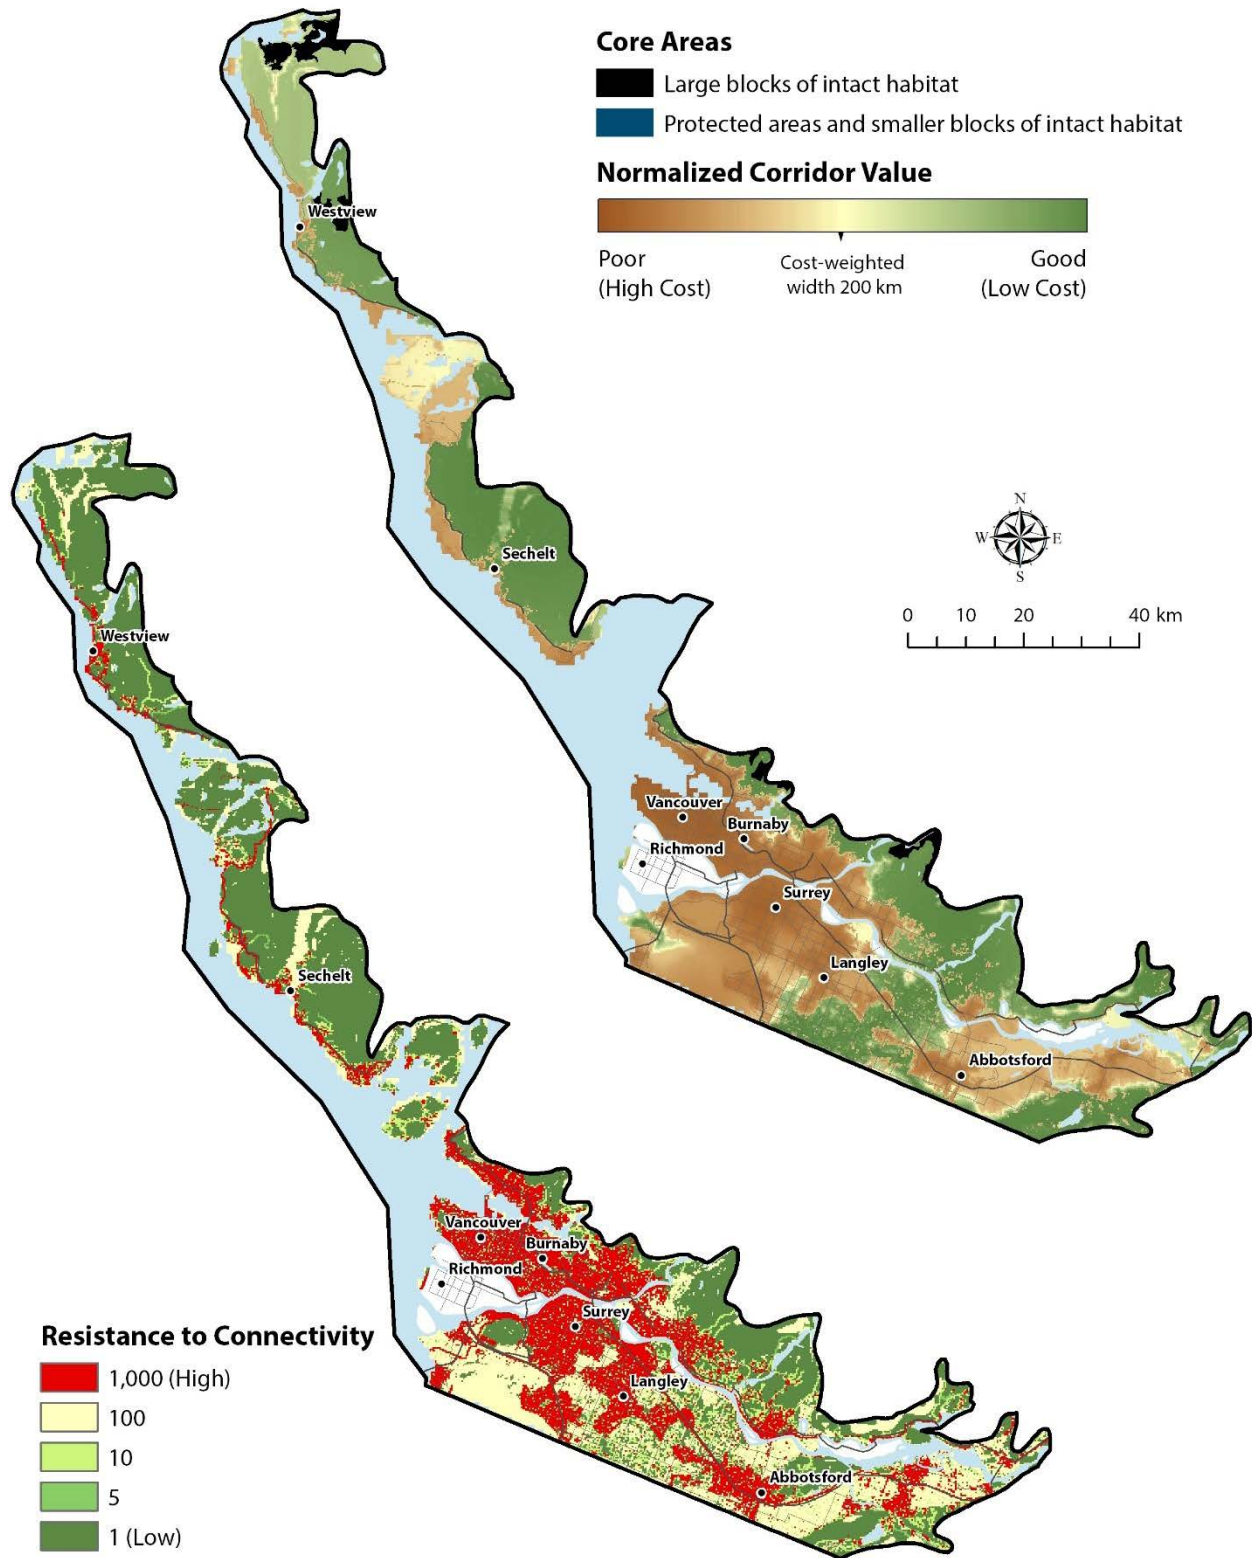 Core Areas
Large blocks of intact habitat
Protected areas and smaller blocks of intact habitat
Normalized Corridor Value
Poor
(High Cost)
Cost-weighted
width 200 km
Good
(Low Cost)
Westview
Sechelt
N
W E
S
0 10 20 40 km
Vancouver
Burnaby
Richmond
Surrey
Langley
Abbotsford
Westview
Sechelt
Vancouver
Burnaby
Richmond
Surrey
Langley
Abbotsford
Resistance to Connectivity
1,000 (High)
100
10
5
1 (Low)